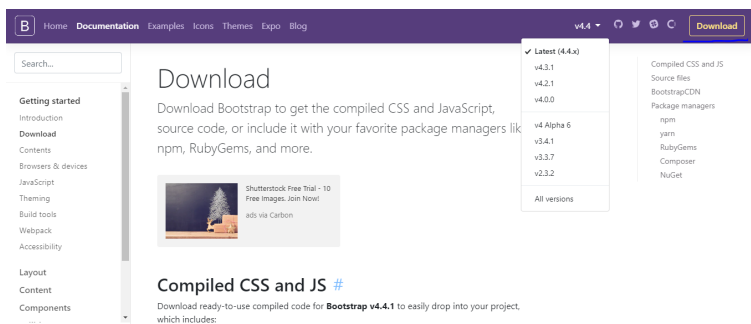 B Home Documentation Examples Icons Themes Expo Blog v4.4 Download
Search...
Getting started
Introduction
Download
Contents
Browsers & devices
JavaScript
Theming
Build tools
Webpack
Accessibility
Layout
Content
Components
Download
Download Bootstrap to get the compiled CSS and JavaScript,
source code, or include it with your favorite package managers lik
npm, RubyGems, and more.
Shutterstock Free Trial - 10
Free Images. Join Now!
ads via Carbon
Compiled CSS and JS #
Download ready-to-use compiled code for Bootstrap v4.4.1 to easily drop into your project,
which includes:
Latest (4.4.x)
v4.3.1
v4.2.1
v4.0.0
v4 Alpha 6
v3.4.1
v3.3.7
v2.3.2
All versions
Compiled CSS and JS
Source files
BootstrapCDN
Package managers
npm
yarn
RubyGems
Composer
NuGet